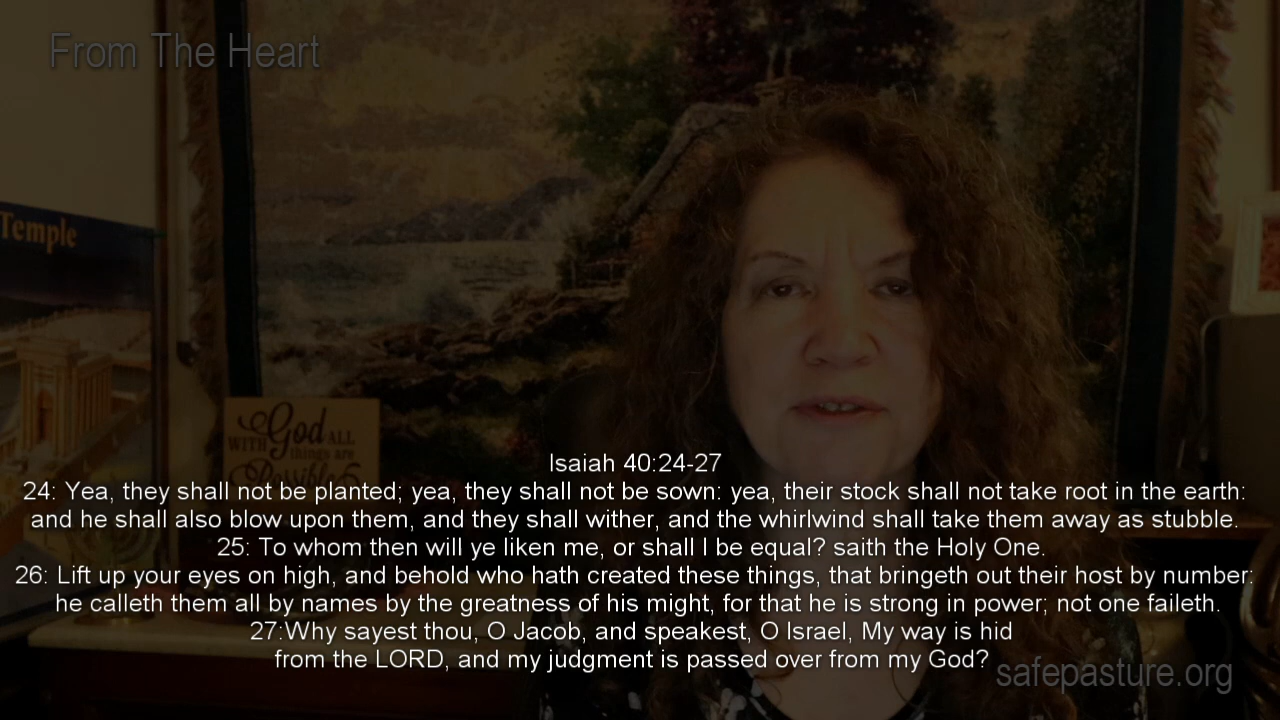 From The Heart
Temple
God
WITH ALL
things are
Possible
Isaiah 40:24-27
24: Yea, they shall not be planted; yea, they shall not be sown: yea, their stock shall not take root in the earth:
and he shall also blow upon them, and they shall wither, and the whirlwind shall take them away as stubble.
25: To whom then will ye liken me, or shall I be equal? saith the Holy One.
26: Lift up your eyes on high, and behold who hath created these things, that bringeth out their host by number:
he calleth them all by names by the greatness of his might, for that he is strong in power; not one faileth.
27:Why sayest thou, O Jacob, and speakest, O Israel, My way is hid
from the LORD, and my judgment is passed over from my God?
safepasture.org